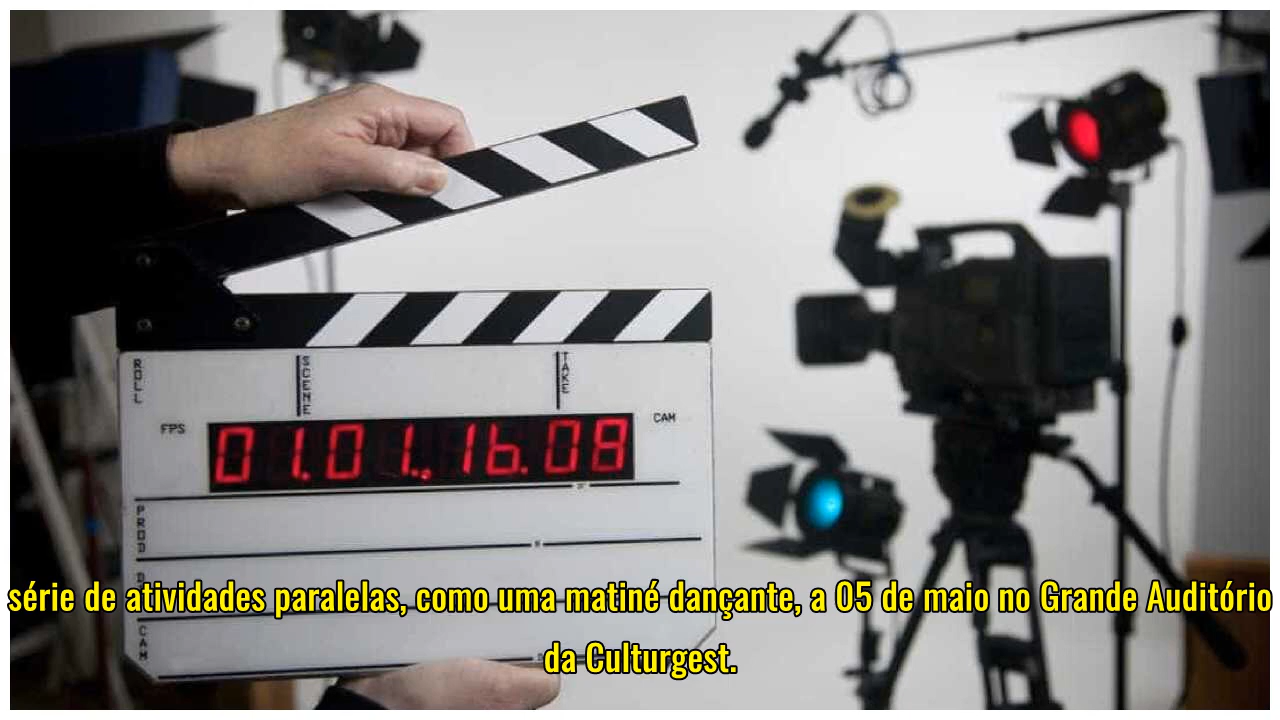 ROLL
SCENE
TAKE
FPS
CAM
01.01.16.08
PROD
série de atividades paralelas, como uma matiné dançante, a 05 de maio no Grande Auditório
da Culturgest.
CAM